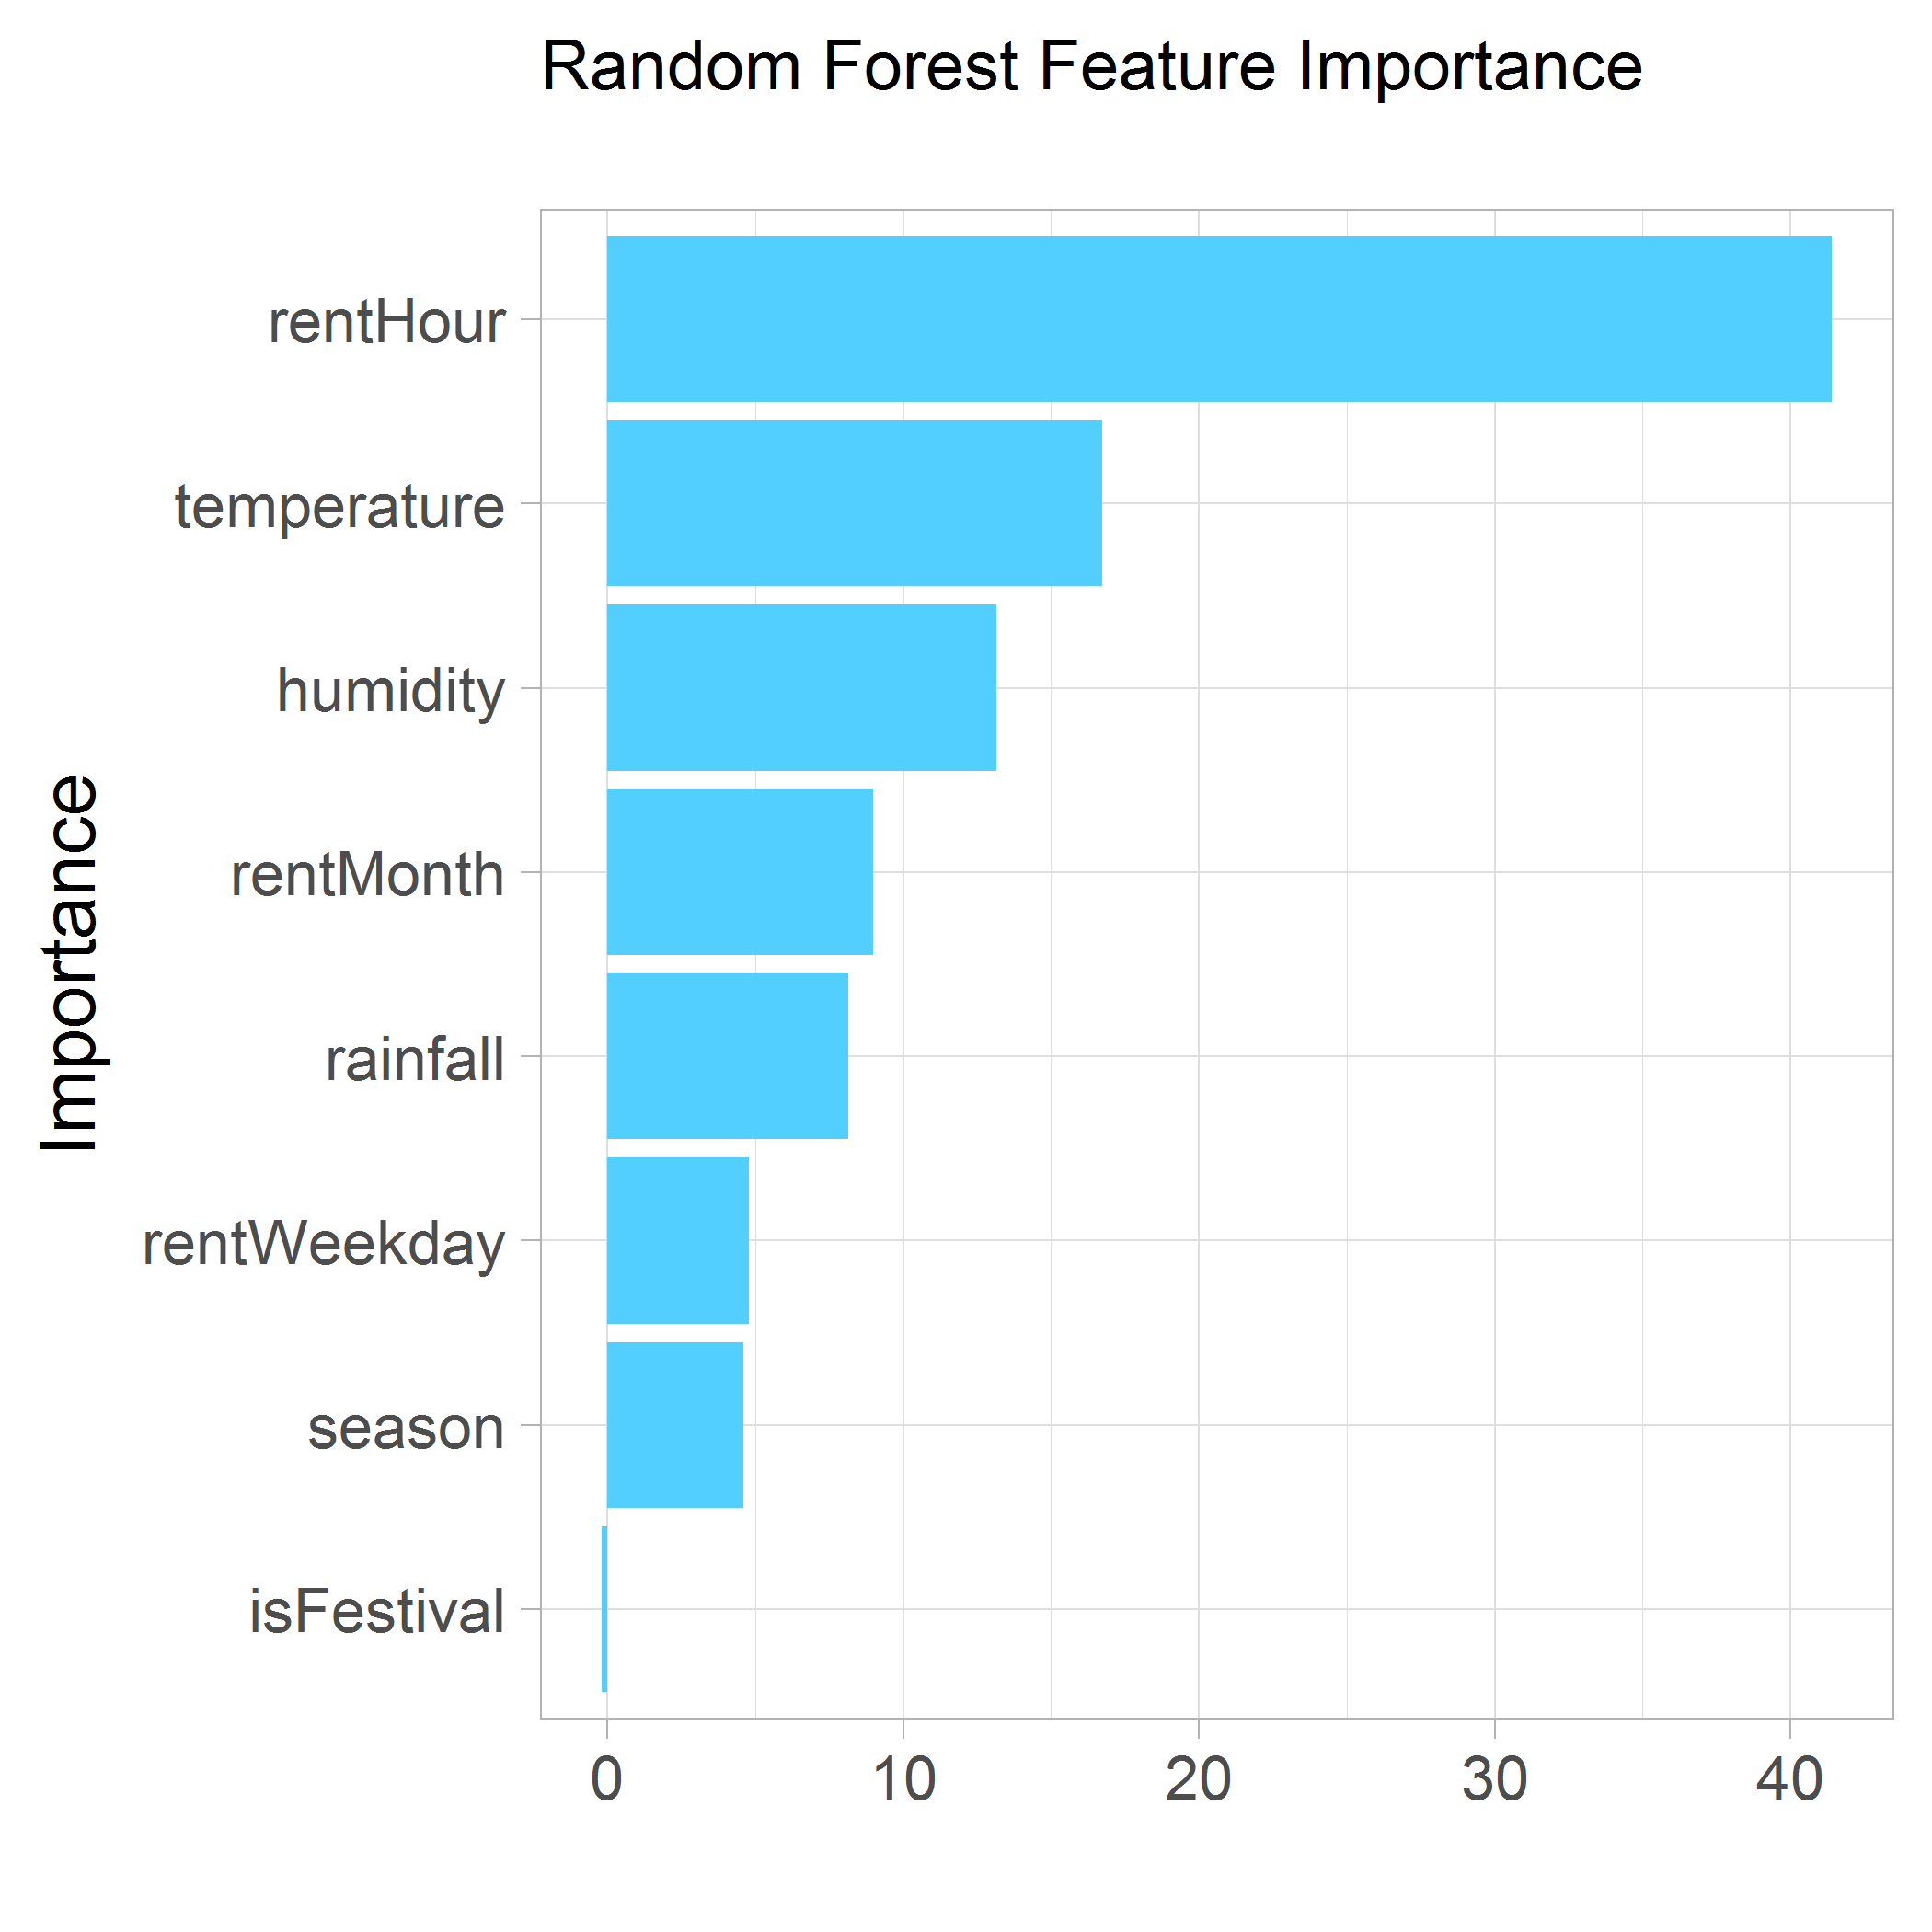 Random Forest Feature Importance
Importance
rentHour
temperature
humidity
rentMonth
rainfall
rentWeekday
season
isFestival
0 10 20 30 40